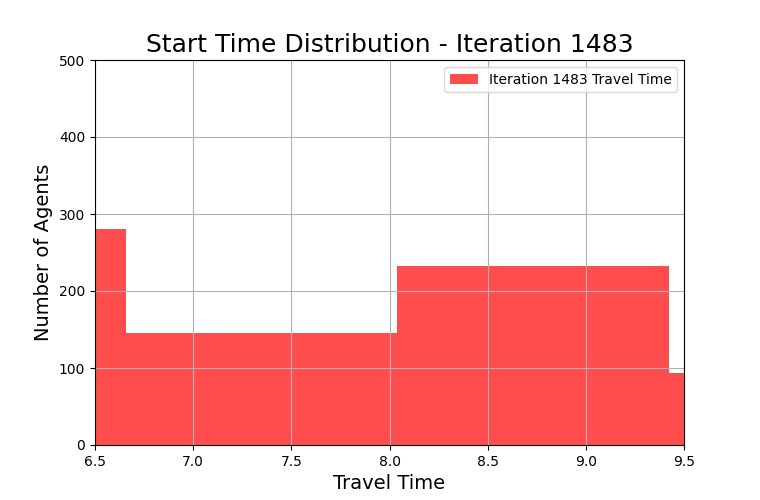 Start Time Distribution - Iteration 1483
Iteration 1483 Travel Time
Number of Agents
500
400
300
200
100
0
6.5 7.0 7.5 8.0 8.5 9.0 9.5
Travel Time